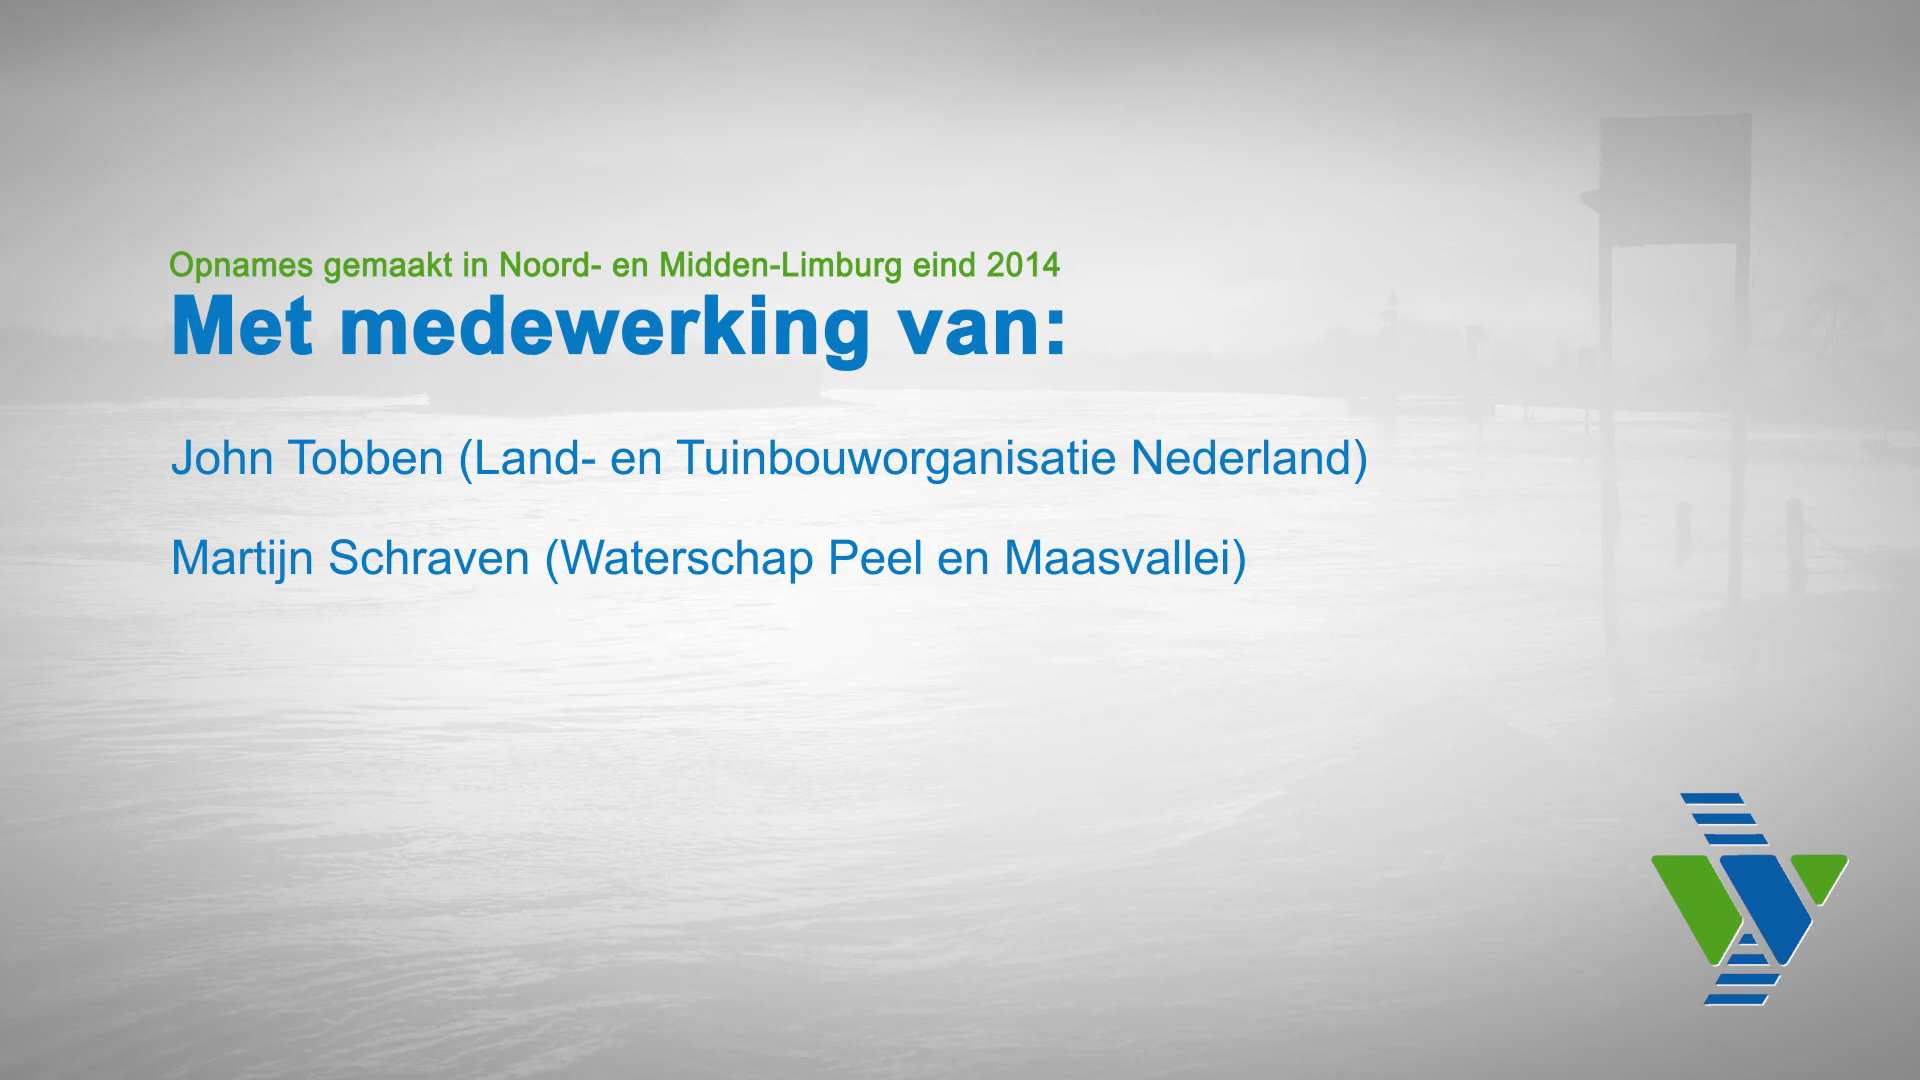 Opnames gemaakt in Noord- en Midden-Limburg eind 2014
Met medewerking van:
John Tobben (Land- en Tuinbouworganisatie Nederland)
Martijn Schraven (Waterschap Peel en Maasvallei)